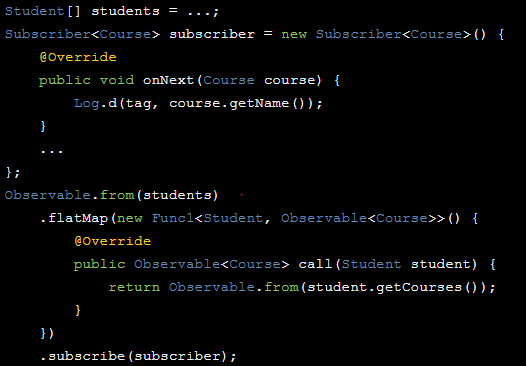 Student[] students = ...;
Subscriber<Course> subscriber = new Subscriber<Course>() {
    @Override
    public void onNext(Course course) {
        Log.d(tag, course.getName());
    }
    ...
};
Observable.from(students)
    .flatMap(new Func1<Student, Observable<Course>>() {
        @Override
        public Observable<Course> call(Student student) {
            return Observable.from(student.getCourses());
        }
    })
    .subscribe(subscriber);